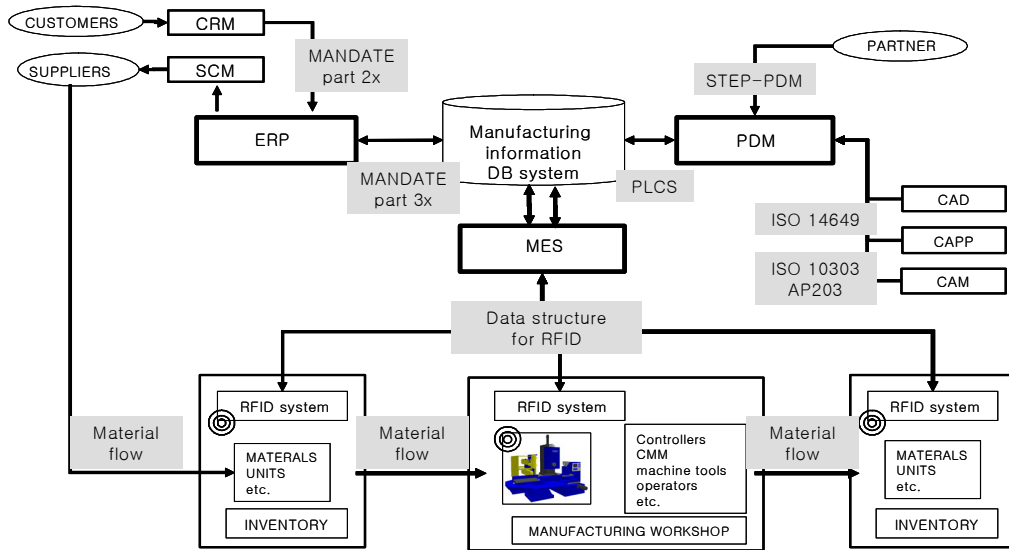 CUSTOMERS
CRM
MANDATE
part 2x
PARTNER
SUPPLIERS
SCM
STEP-PDM
ERP
Manufacturing
information
DB system
PDM
MANDATE
part 3x
PLCS
CAD
ISO 14649
MES
CAPP
ISO 10303
AP203
CAM
Data structure
for RFID
RFID system
RFID system
RFID system
Material
flow
MATERALS
UNITS
etc.
INVENTORY
Material
flow
Controllers
CMM
machine tools
operators
etc.
MANUFACTURING WORKSHOP
Material
flow
MATERALS
UNITS
etc.
INVENTORY